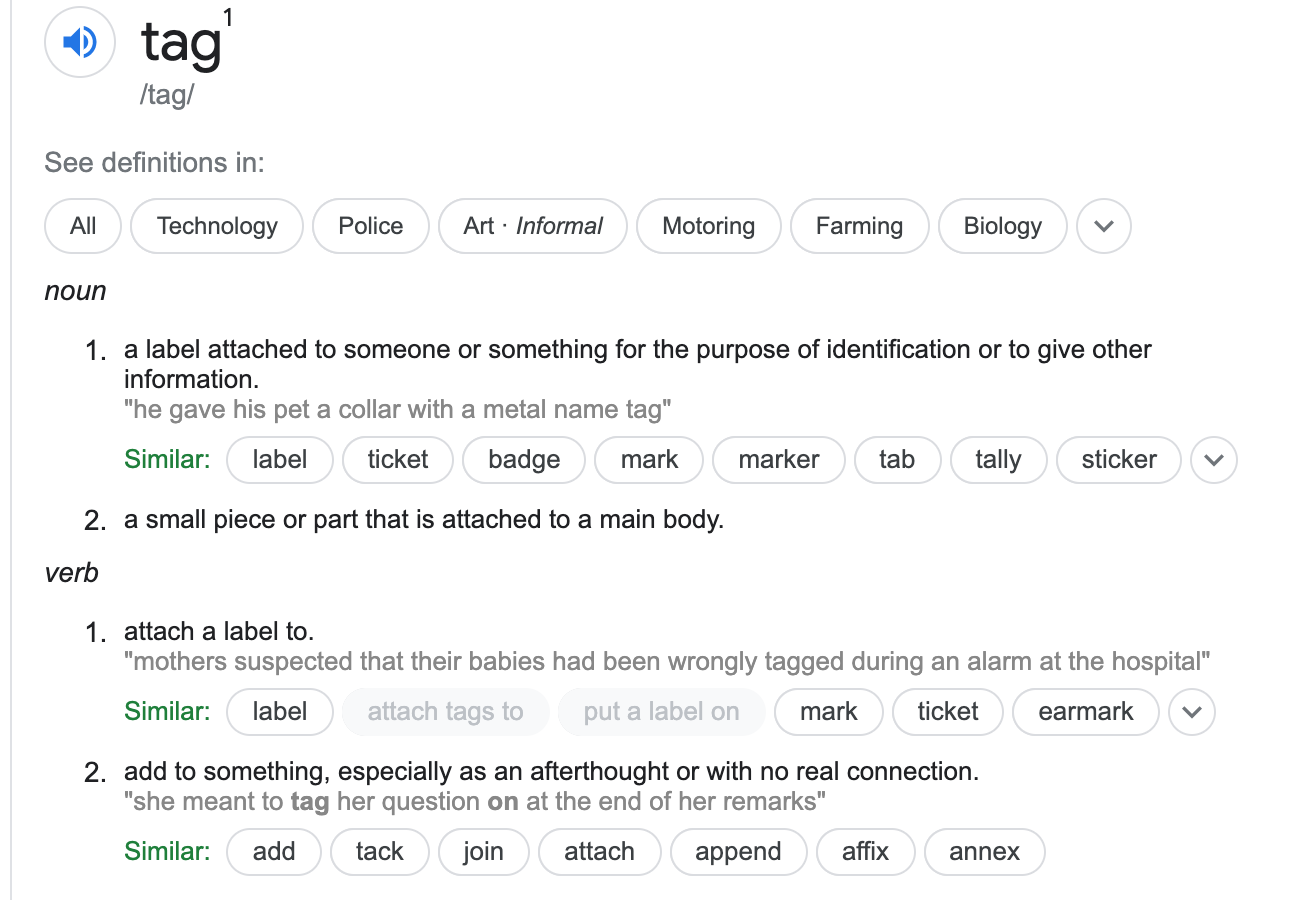 tag1
/tag/
See definitions in:
All Technology Police Art · Informal Motoring Farming Biology
noun
1. a label attached to someone or something for the purpose of identification or to give other
information.
"he gave his pet a collar with a metal name tag"
Similar: label ticket badge mark marker tab tally sticker
2. a small piece or part that is attached to a main body.
verb
1. attach a label to.
"mothers suspected that their babies had been wrongly tagged during an alarm at the hospital"
Similar: label attach tags to put a label on mark ticket earmark
2. add to something, especially as an afterthought or with no real connection.
"she meant to tag her question on at the end of her remarks"
Similar: add tack join attach append affix annex